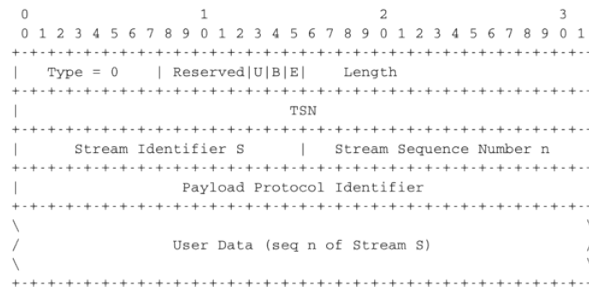 0                   1                   2                   3
0 1 2 3 4 5 6 7 8 9 0 1 2 3 4 5 6 7 8 9 0 1 2 3 4 5 6 7 8 9 0 1
+-+-+-+-+-+-+-+-+-+-+-+-+-+-+-+-+-+-+-+-+-+-+-+-+-+-+-+-+-+-+-+-
|   Type = 0    | Reserved|U|B|E|    Length
+-+-+-+-+-+-+-+-+-+-+-+-+-+-+-+-+-+-+-+-+-+-+-+-+-+-+-+-+-+-+-+-
|                              TSN
+-+-+-+-+-+-+-+-+-+-+-+-+-+-+-+-+-+-+-+-+-+-+-+-+-+-+-+-+-+-+-+-
|      Stream Identifier S      |   Stream Sequence Number n
+-+-+-+-+-+-+-+-+-+-+-+-+-+-+-+-+-+-+-+-+-+-+-+-+-+-+-+-+-+-+-+-
|                  Payload Protocol Identifier
+-+-+-+-+-+-+-+-+-+-+-+-+-+-+-+-+-+-+-+-+-+-+-+-+-+-+-+-+-+-+-+-
\                                                               \
/                 User Data (seq n of Stream S)                 /
\                                                               \
+-+-+-+-+-+-+-+-+-+-+-+-+-+-+-+-+-+-+-+-+-+-+-+-+-+-+-+-+-+-+-+-